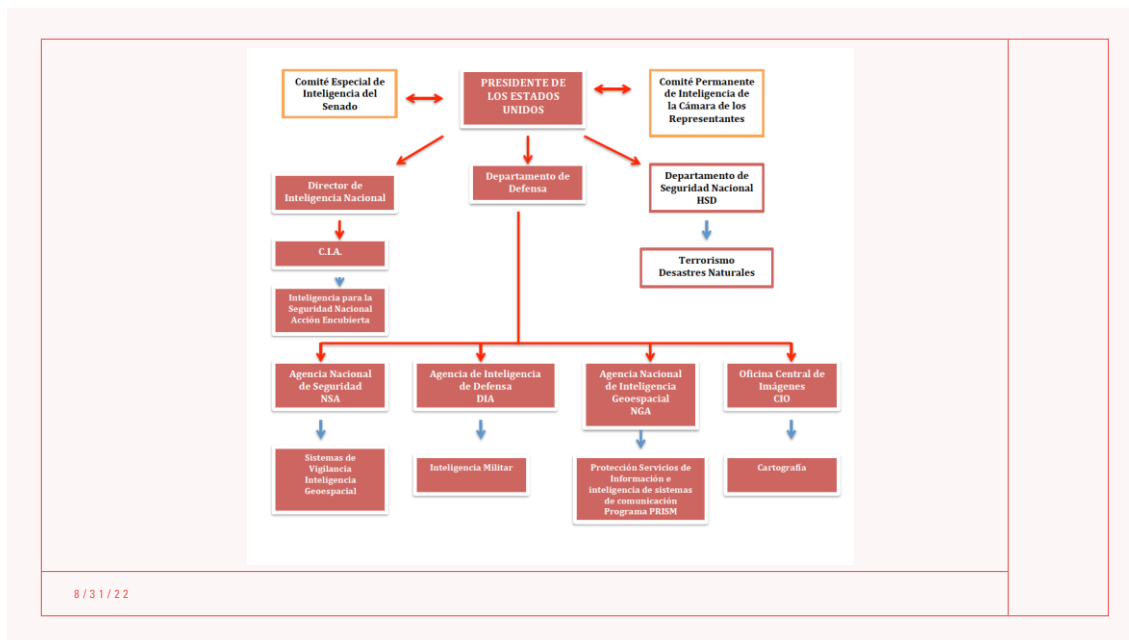 Comité Especial de
Inteligencia del
Senado
PRESIDENTE DE
LOS ESTADOS
UNIDOS
Comité Permanente
de Inteligencia de
la Cámara de los
Representantes
Director de
Inteligencia Nacional
Departamento de
Defensa
Departamento de
Seguridad Nacional
HSD
C.I.A.
Terrorismo
Desastres Naturales
Inteligencia para la
Seguridad Nacional
Acción Encubierta
Agencia Nacional
de Seguridad
NSA
Agencia de Inteligencia
de Defensa
DIA
Agencia Nacional
de Inteligencia
Geoespacial
NGA
Oficina Central de
Imágenes
CIO
Sistemas de
Vigilancia
Inteligencia
Geoespacial
Inteligencia Militar
Protección Servicios de
Información e
inteligencia de sistemas
de comunicación
Programa PRISM
Cartografía
8/31/22